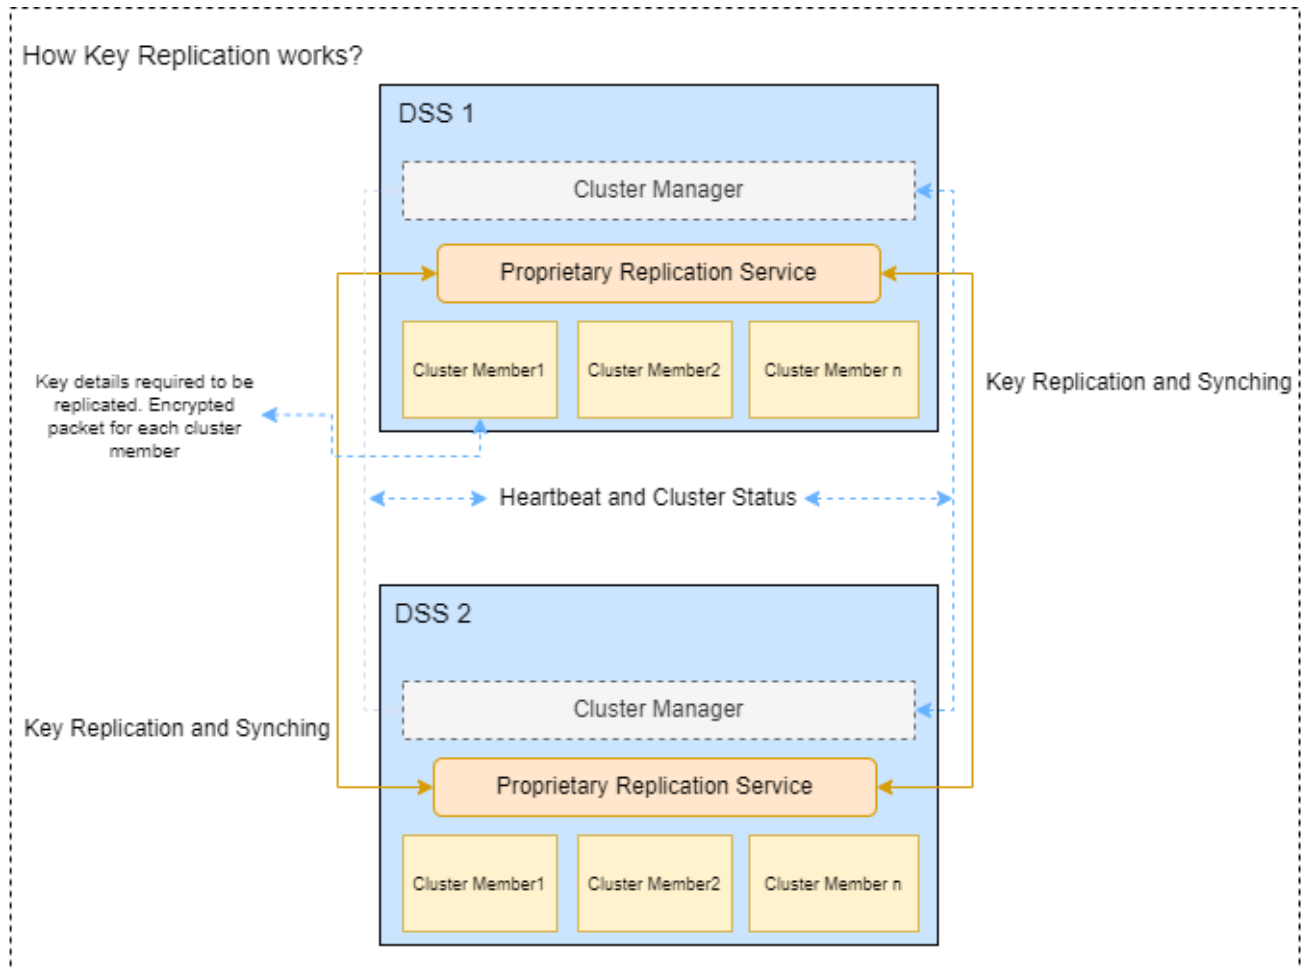 How Key Replication works?
DSS 1
Cluster Manager
Proprietary Replication Service
Cluster Member1
Cluster Member2
Cluster Member n
Key details required to be
replicated. Encrypted
packet for each cluster
member
Key Replication and Synching
Heartbeat and Cluster Status
DSS 2
Cluster Manager
Key Replication and Synching
Proprietary Replication Service
Cluster Member1
Cluster Member2
Cluster Member n